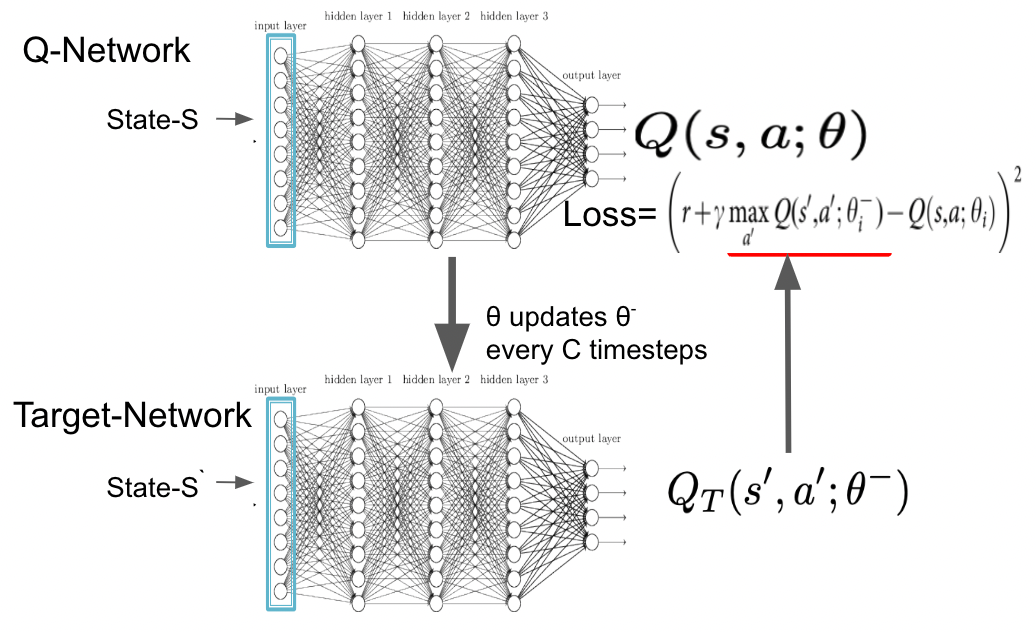 hidden layer 1 hidden layer 2 hidden layer 3
input layer
Q-Network
output layer
State-S
Q(s, a; θ)
Loss= (r+γ max Q(s′,a′;θᵢ⁻)−Q(s,a;θᵢ))²
a′
θ updates θ⁻
every C timesteps
hidden layer 1 hidden layer 2 hidden layer 3
input layer
Target-Network
output layer
State-S`
Q_T(s′, a′; θ⁻)